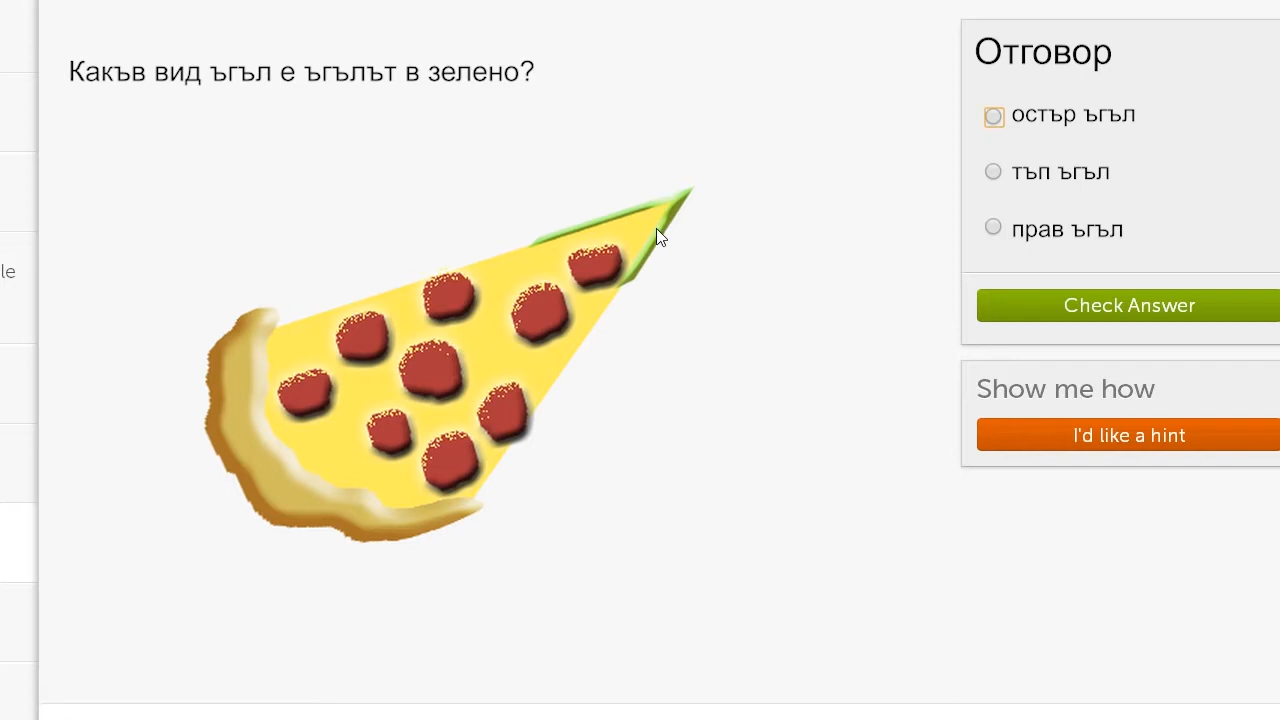 Какъв вид ъгъл е ъгълът в зелено?
Отговор
остър ъгъл
тъп ъгъл
прав ъгъл
Check Answer
Show me how
I'd like a hint
le